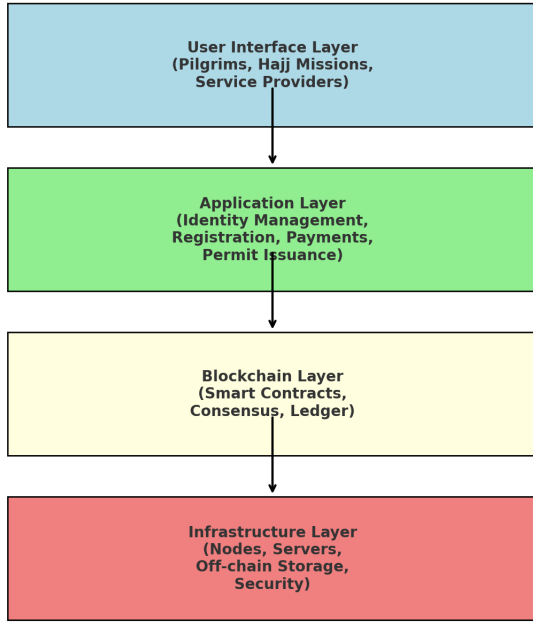 User Interface Layer
(Pilgrims, Hajj Missions,
Service Providers)
Application Layer
(Identity Management,
Registration, Payments,
Permit Issuance)
Blockchain Layer
(Smart Contracts,
Consensus, Ledger)
Infrastructure Layer
(Nodes, Servers,
Off-chain Storage,
Security)